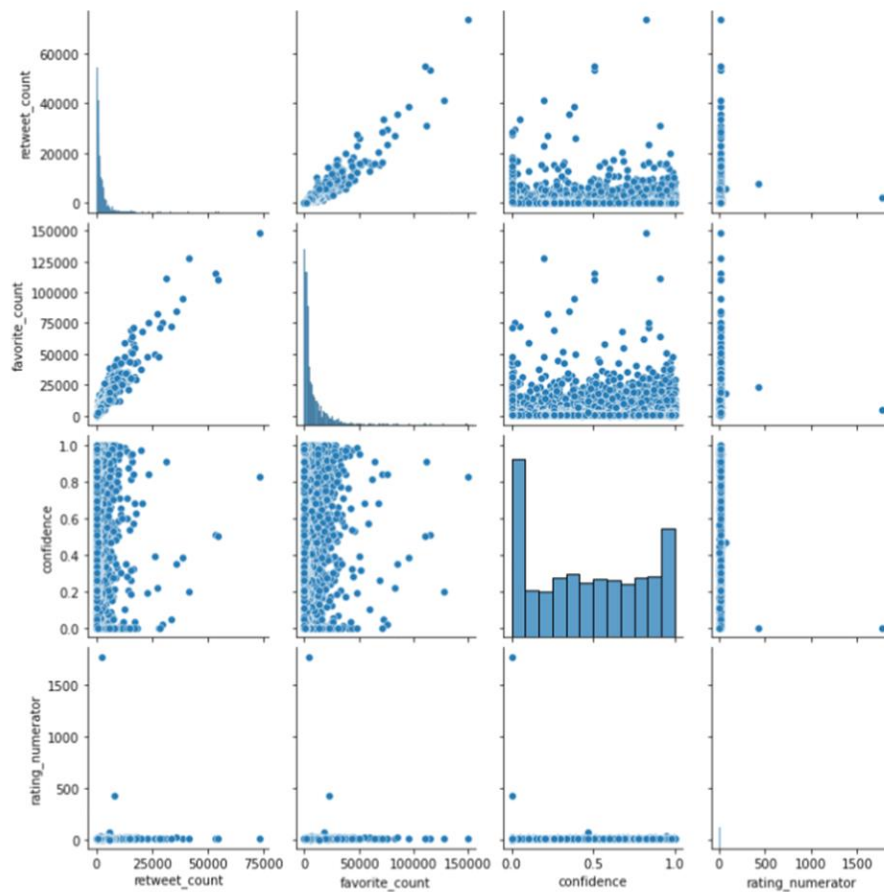 retweet_count
60000
40000
20000
0
favorite_count
150000
125000
100000
75000
50000
25000
0
confidence
1.0
0.8
0.6
0.4
0.2
0.0
rating_numerator
1500
1000
500
0
0 25000 50000 75000
retweet_count
0 50000 100000 150000
favorite_count
0.0 0.5 1.0
confidence
0 500 1000 1500
rating_numerator